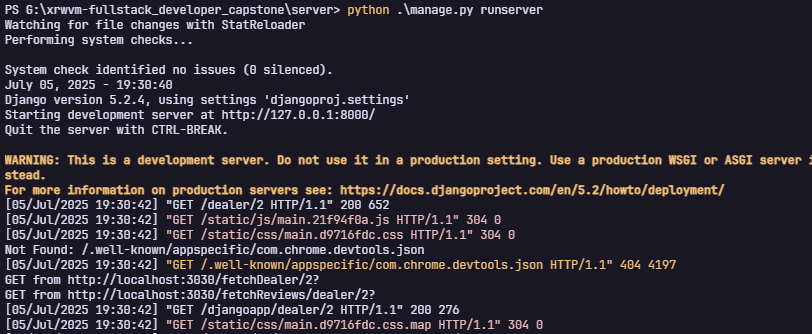 PS G:\xrwvm-fullstack_developer_capstone\server> python .\manage.py runserver
Watching for file changes with StatReloader
Performing system checks...
System check identified no issues (0 silenced).
July 05, 2025 - 19:30:40
Django version 5.2.4, using settings 'djangoproj.settings'
Starting development server at http://127.0.0.1:8000/
Quit the server with CTRL-BREAK.
WARNING: This is a development server. Do not use it in a production setting. Use a production WSGI or ASGI server i
stead.
For more information on production servers see: https://docs.djangoproject.com/en/5.2/howto/deployment/
[05/Jul/2025 19:30:42] "GET /dealer/2 HTTP/1.1" 200 652
[05/Jul/2025 19:30:42] "GET /static/js/main.21f94f0a.js HTTP/1.1" 304 0
[05/Jul/2025 19:30:42] "GET /static/css/main.d9716fdc.css HTTP/1.1" 304 0
Not Found: /.well-known/appspecific/com.chrome.devtools.json
[05/Jul/2025 19:30:42] "GET /.well-known/appspecific/com.chrome.devtools.json HTTP/1.1" 404 4197
GET from http://localhost:3030/fetchDealer/2?
GET from http://localhost:3030/fetchReviews/dealer/2?
[05/Jul/2025 19:30:42] "GET /djangoapp/dealer/2 HTTP/1.1" 200 276
[05/Jul/2025 19:30:42] "GET /static/css/main.d9716fdc.css.map HTTP/1.1" 304 0